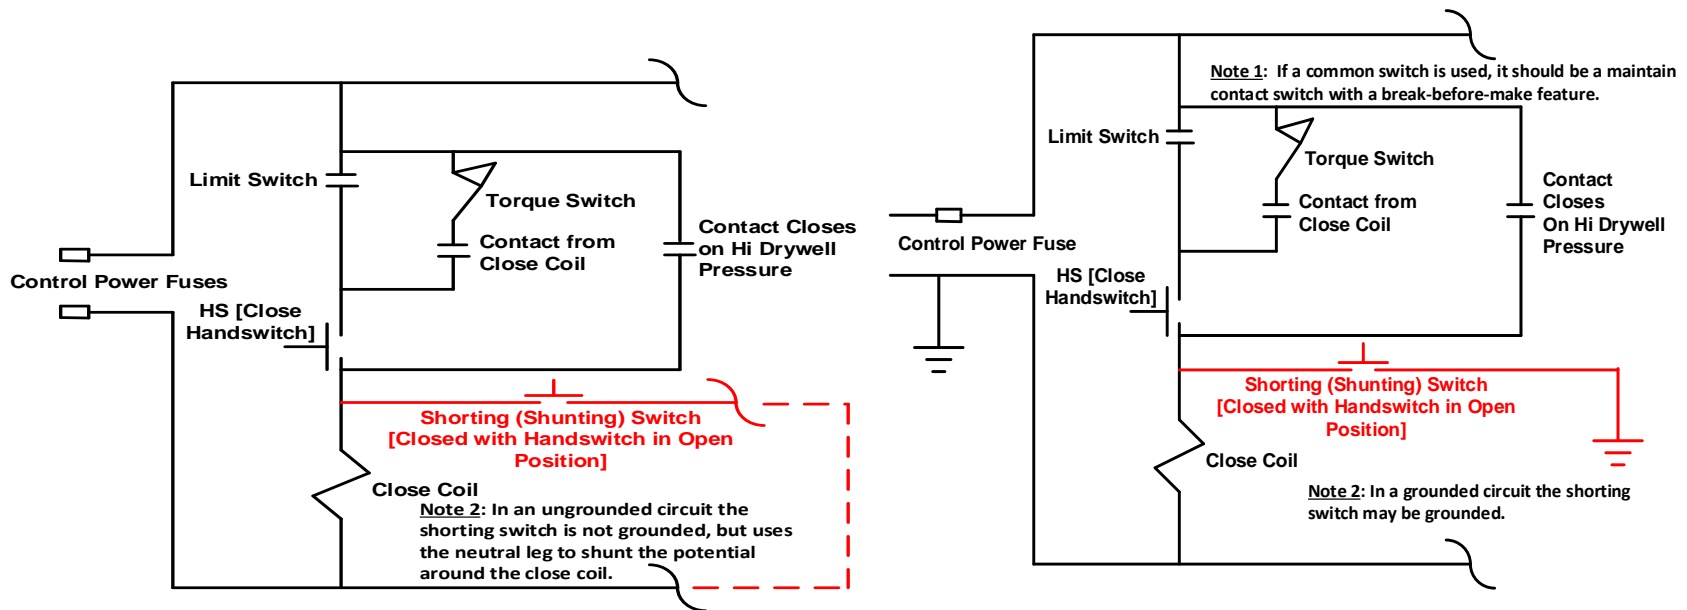 Limit Switch
Torque Switch
Contact from
Close Coil
Contact Closes
on Hi Drywell
Pressure
Control Power Fuses
HS [Close
Handswitch]
Shorting (Shunting) Switch
[Closed with Handswitch in Open
Position]
Close Coil
Note 2: In an ungrounded circuit the
shorting switch is not grounded, but uses
the neutral leg to shunt the potential
around the close coil.
Note 1: If a common switch is used, it should be a maintain
contact switch with a break-before-make feature.
Limit Switch
Torque Switch
Contact from
Close Coil
Contact
Closes
On Hi Drywell
Pressure
Control Power Fuse
HS [Close
Handswitch]
Shorting (Shunting) Switch
[Closed with Handswitch in Open
Position]
Close Coil
Note 2: In a grounded circuit the shorting
switch may be grounded.